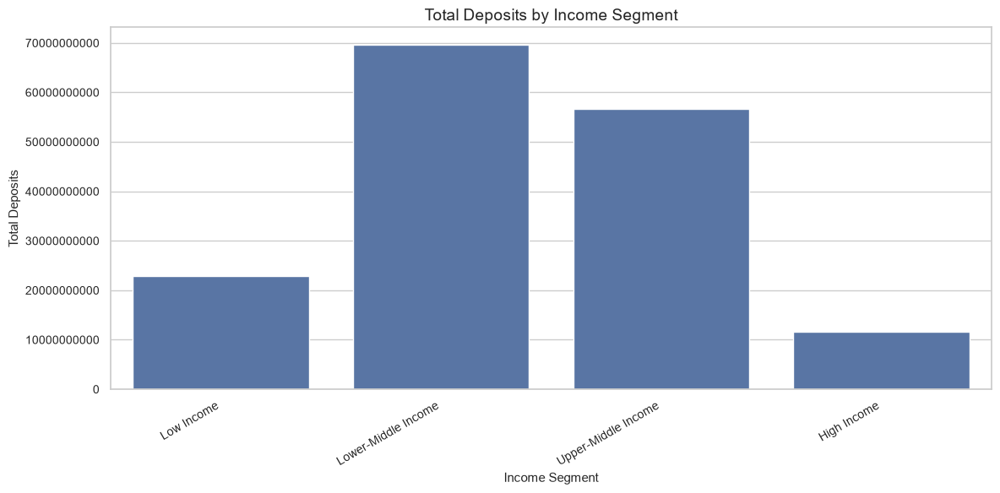 Total Deposits by Income Segment
70000000000
60000000000
50000000000
40000000000
30000000000
20000000000
10000000000
0
Total Deposits
Low Income
Lower-Middle Income
Upper-Middle Income
High Income
Income Segment